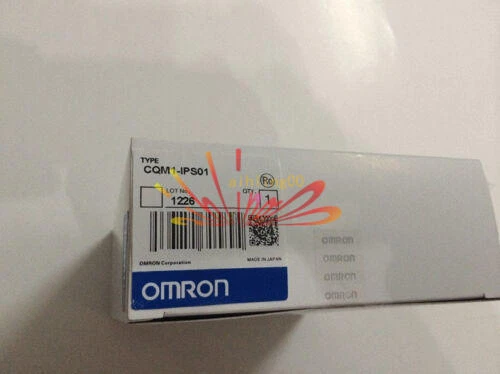 TYPE
CQM1-IPS01
LOT No.
QTY.
1226
1
OMRON Corporation
MADE IN JAPAN
OMRON
OMRON
OMRON
OMRON
OMRON